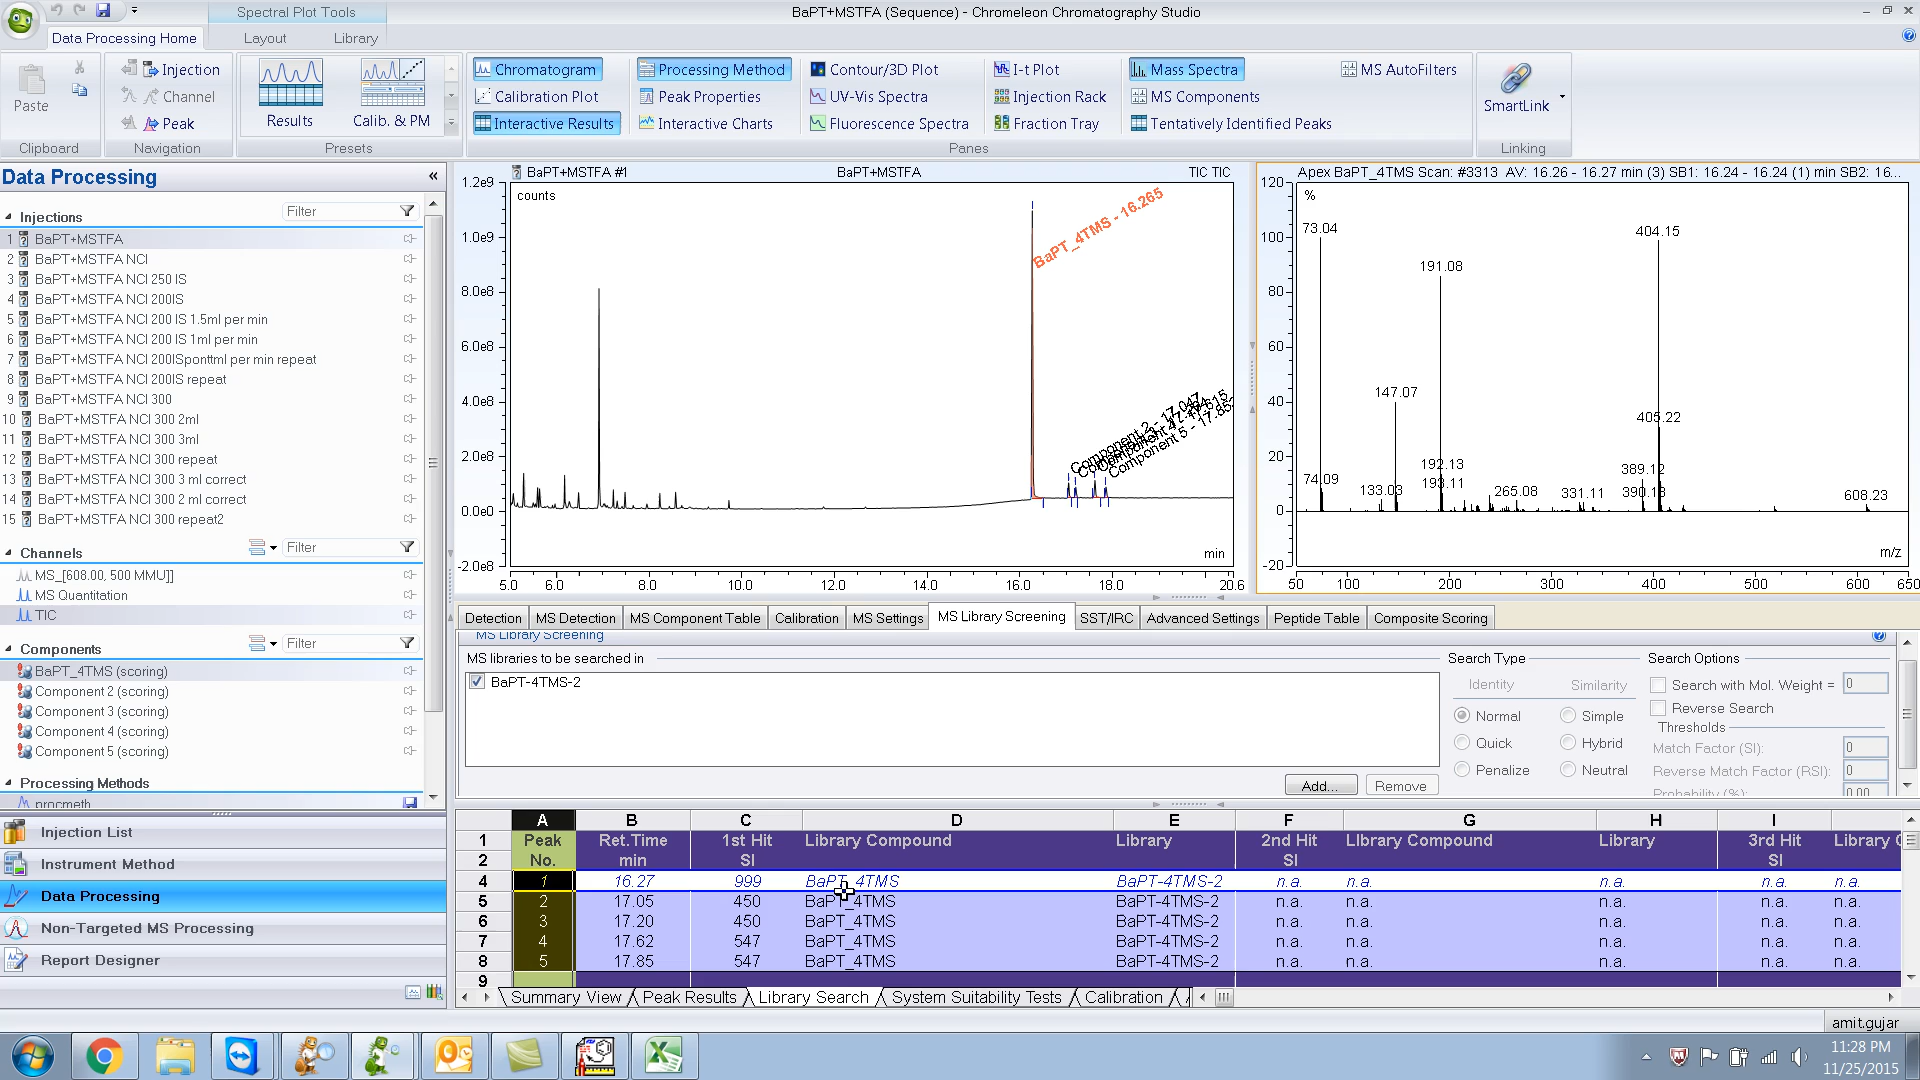 Spectral Plot Tools
BaPT+MSTFA (Sequence) - Chromeleon Chromatography Studio
Data Processing Home
Layout
Library
Paste
Clipboard
Injection
Channel
Peak
Navigation
Results
Calib. & PM
Presets
Chromatogram
Processing Method
Contour/3D Plot
I-t Plot
Mass Spectra
MS AutoFilters
Calibration Plot
Peak Properties
UV-Vis Spectra
Injection Rack
MS Components
Interactive Results
Interactive Charts
Fluorescence Spectra
Fraction Tray
Tentatively Identified Peaks
Panes
SmartLink
Linking
Data Processing
«
Injections
Filter
1 BaPT+MSTFA
2 BaPT+MSTFA NCI
3 BaPT+MSTFA NCI 250 IS
4 BaPT+MSTFA NCI 200IS
5 BaPT+MSTFA NCI 200 IS 1.5ml per min
6 BaPT+MSTFA NCI 200 IS 1ml per min
7 BaPT+MSTFA NCI 200ISponttml per min repeat
8 BaPT+MSTFA NCI 200IS repeat
9 BaPT+MSTFA NCI 300
10 BaPT+MSTFA NCI 300 2ml
11 BaPT+MSTFA NCI 300 3ml
12 BaPT+MSTFA NCI 300 repeat
13 BaPT+MSTFA NCI 300 3 ml correct
14 BaPT+MSTFA NCI 300 2 ml correct
15 BaPT+MSTFA NCI 300 repeat2
Channels
Filter
MS_[608.00, 500 MMU]]
MS Quantitation
TIC
Components
Filter
BaPT_4TMS (scoring)
Component 2 (scoring)
Component 3 (scoring)
Component 4 (scoring)
Component 5 (scoring)
Processing Methods
procmeth
Injection List
Instrument Method
Data Processing
Non-Targeted MS Processing
Report Designer
BaPT+MSTFA #1
BaPT+MSTFA
TIC TIC
counts
1.2e9
1.0e9
8.0e8
6.0e8
4.0e8
2.0e8
0.0e0
-2.0e8
BaPT_4TMS - 16.265
Component 2 - 17.047
Component 5 - 17.85
min
5.0 6.0 8.0 10.0 12.0 14.0 16.0 18.0 20.6
Apex BaPT_4TMS Scan: #3313 AV: 16.26 - 16.27 min (3) SB1: 16.24 - 16.24 (1) min SB2: 16...
%
120
100
80
60
40
20
0
-20
73.04
404.15
191.08
147.07
405.22
192.13
389.12
74.09
193.11
133.03
265.08
331.11
608.23
m/z
50 100 200 300 400 500 600 650
Detection
MS Detection
MS Component Table
Calibration
MS Settings
MS Library Screening
SST/IRC
Advanced Settings
Peptide Table
Composite Scoring
MS Library Screening
MS libraries to be searched in
BaPT-4TMS-2
Add...
Remove
Search Type
Identity Similarity
Normal Simple
Quick Hybrid
Penalize Neutral
Search Options
Search with Mol. Weight = 0
Reverse Search
Thresholds
Match Factor (SI): 0
Reverse Match Factor (RSI): 0
Probability (%): 0.00
A B C D E F G H I
1 Peak Ret.Time 1st Hit Library Compound Library 2nd Hit LIbrary Compound Library 3rd Hit Library C
2 No. min SI SI SI
4 1 16.27 999 BaPT_4TMS BaPT-4TMS-2 n.a. n.a. n.a. n.a. n.a.
5 2 17.05 450 BaPT_4TMS BaPT-4TMS-2 n.a. n.a. n.a. n.a. n.a.
6 3 17.20 450 BaPT_4TMS BaPT-4TMS-2 n.a. n.a. n.a. n.a. n.a.
7 4 17.62 547 BaPT_4TMS BaPT-4TMS-2 n.a. n.a. n.a. n.a. n.a.
8 5 17.85 547 BaPT_4TMS BaPT-4TMS-2 n.a. n.a. n.a. n.a. n.a.
9
Summary View
Peak Results
Library Search
System Suitability Tests
Calibration
amit.gujar
11:28 PM
11/25/2015